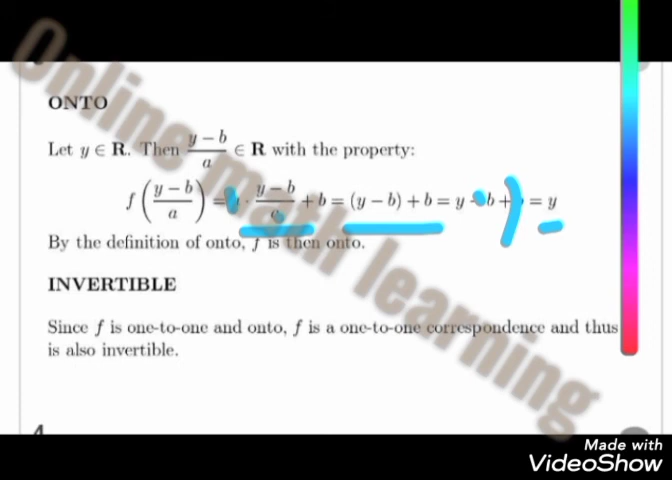 ONTO
Let y ∈ R. Then (y − b)/a ∈ R with the property:
f((y − b)/a) = · (y − b)/ + b = (y − b) + b = y b + = y
By the definition of onto, f is then onto.
INVERTIBLE
Since f is one-to-one and onto, f is a one-to-one correspondence and thus
is also invertible.
Online math learning
Made with
VideoShow